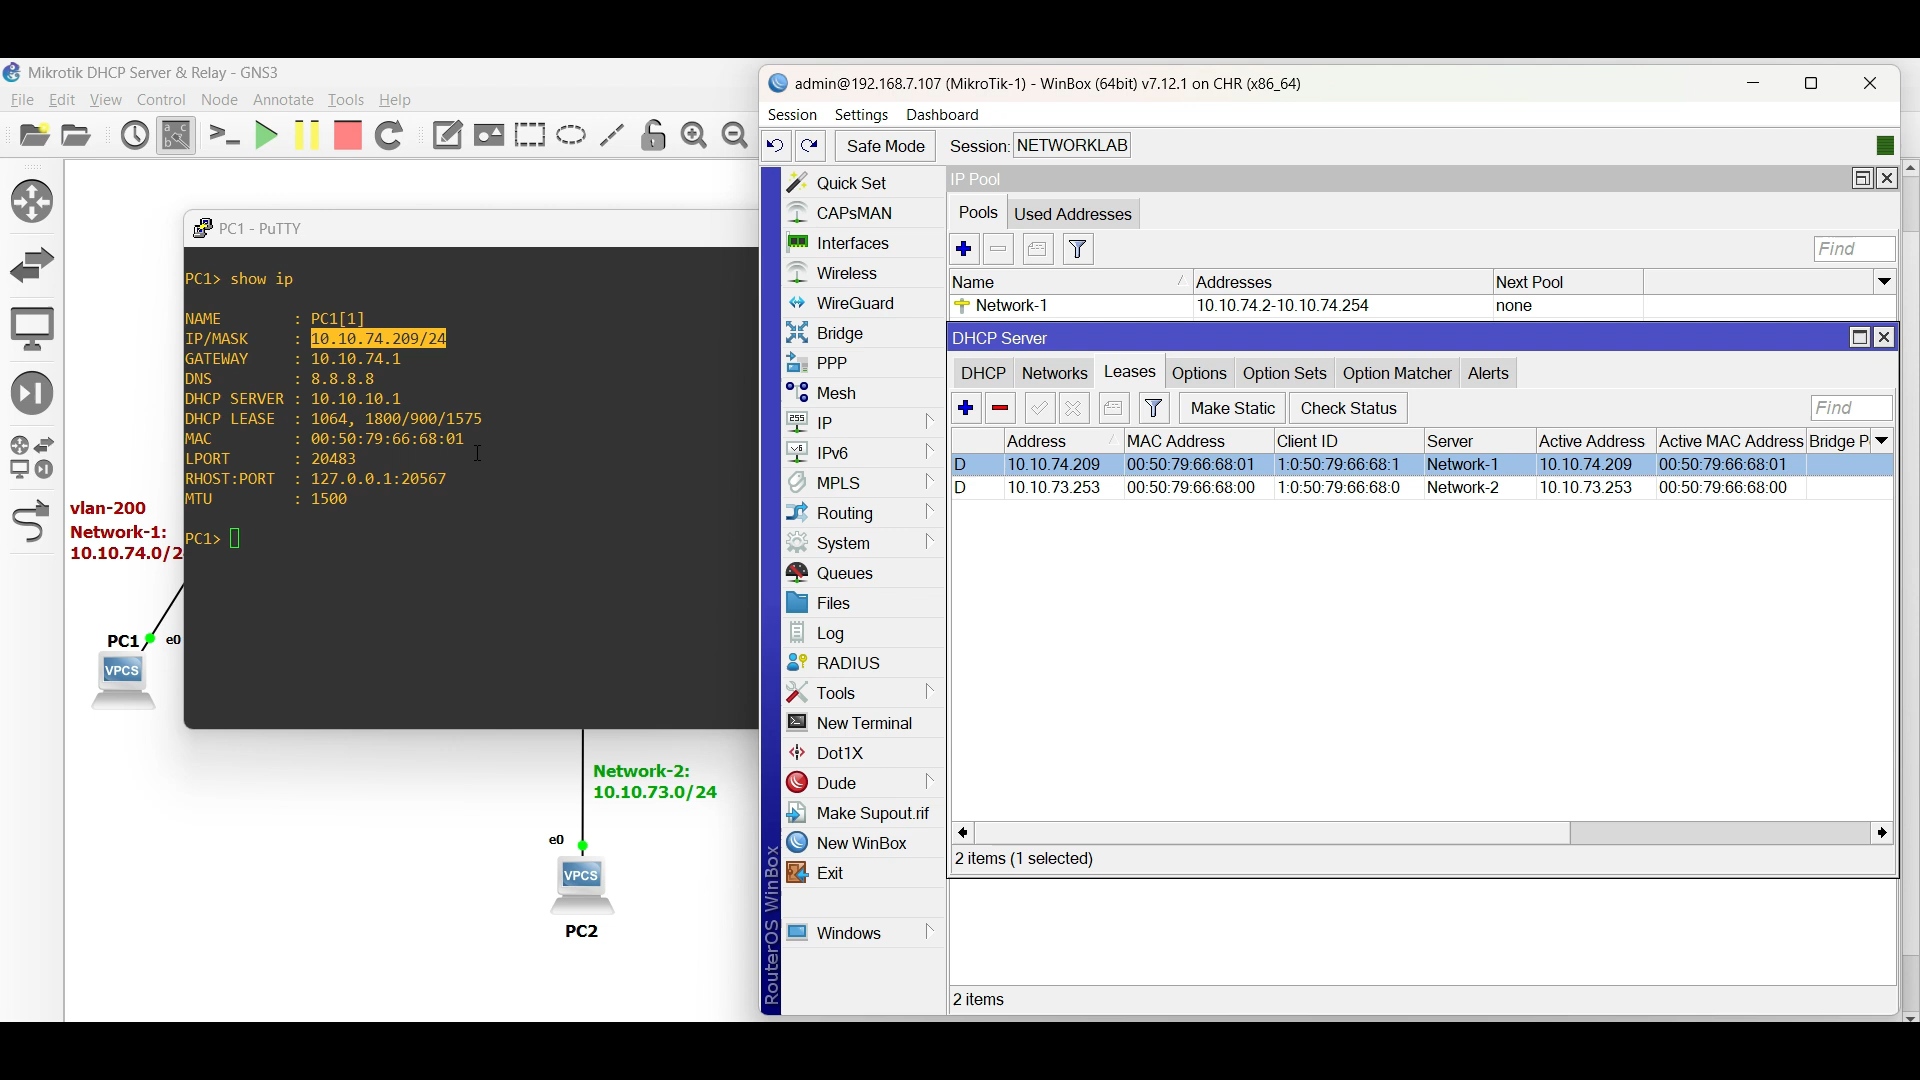 Mikrotik DHCP Server & Relay - GNS3
File Edit View Control Node Annotate Tools Help
PC1 - PuTTY
PC1> show ip
NAME : PC1[1]
IP/MASK : 10.10.74.209/24
GATEWAY : 10.10.74.1
DNS : 8.8.8.8
DHCP SERVER : 10.10.10.1
DHCP LEASE : 1064, 1800/900/1575
MAC : 00:50:79:66:68:01
LPORT : 20483
RHOST:PORT : 127.0.0.1:20567
MTU : 1500
PC1>
vlan-200
Network-1:
10.10.74.0/2
PC1
e0
VPCS
Network-2:
10.10.73.0/24
e0
VPCS
PC2
admin@192.168.7.107 (MikroTik-1) - WinBox (64bit) v7.12.1 on CHR (x86_64)
Session Settings Dashboard
Safe Mode Session: NETWORKLAB
Quick Set
CAPsMAN
Interfaces
Wireless
WireGuard
Bridge
PPP
Mesh
IP
IPv6
MPLS
Routing
System
Queues
Files
Log
RADIUS
Tools
New Terminal
Dot1X
Dude
Make Supout.rif
New WinBox
Exit
Windows
RouterOS WinBox
IP Pool
Pools Used Addresses
Find
Name Addresses Next Pool
Network-1 10.10.74.2-10.10.74.254 none
DHCP Server
DHCP Networks Leases Options Option Sets Option Matcher Alerts
Make Static Check Status Find
Address MAC Address Client ID Server Active Address Active MAC Address Bridge P
D 10.10.74.209 00:50:79:66:68:01 1:0:50:79:66:68:1 Network-1 10.10.74.209 00:50:79:66:68:01
D 10.10.73.253 00:50:79:66:68:00 1:0:50:79:66:68:0 Network-2 10.10.73.253 00:50:79:66:68:00
2 items (1 selected)
2 items